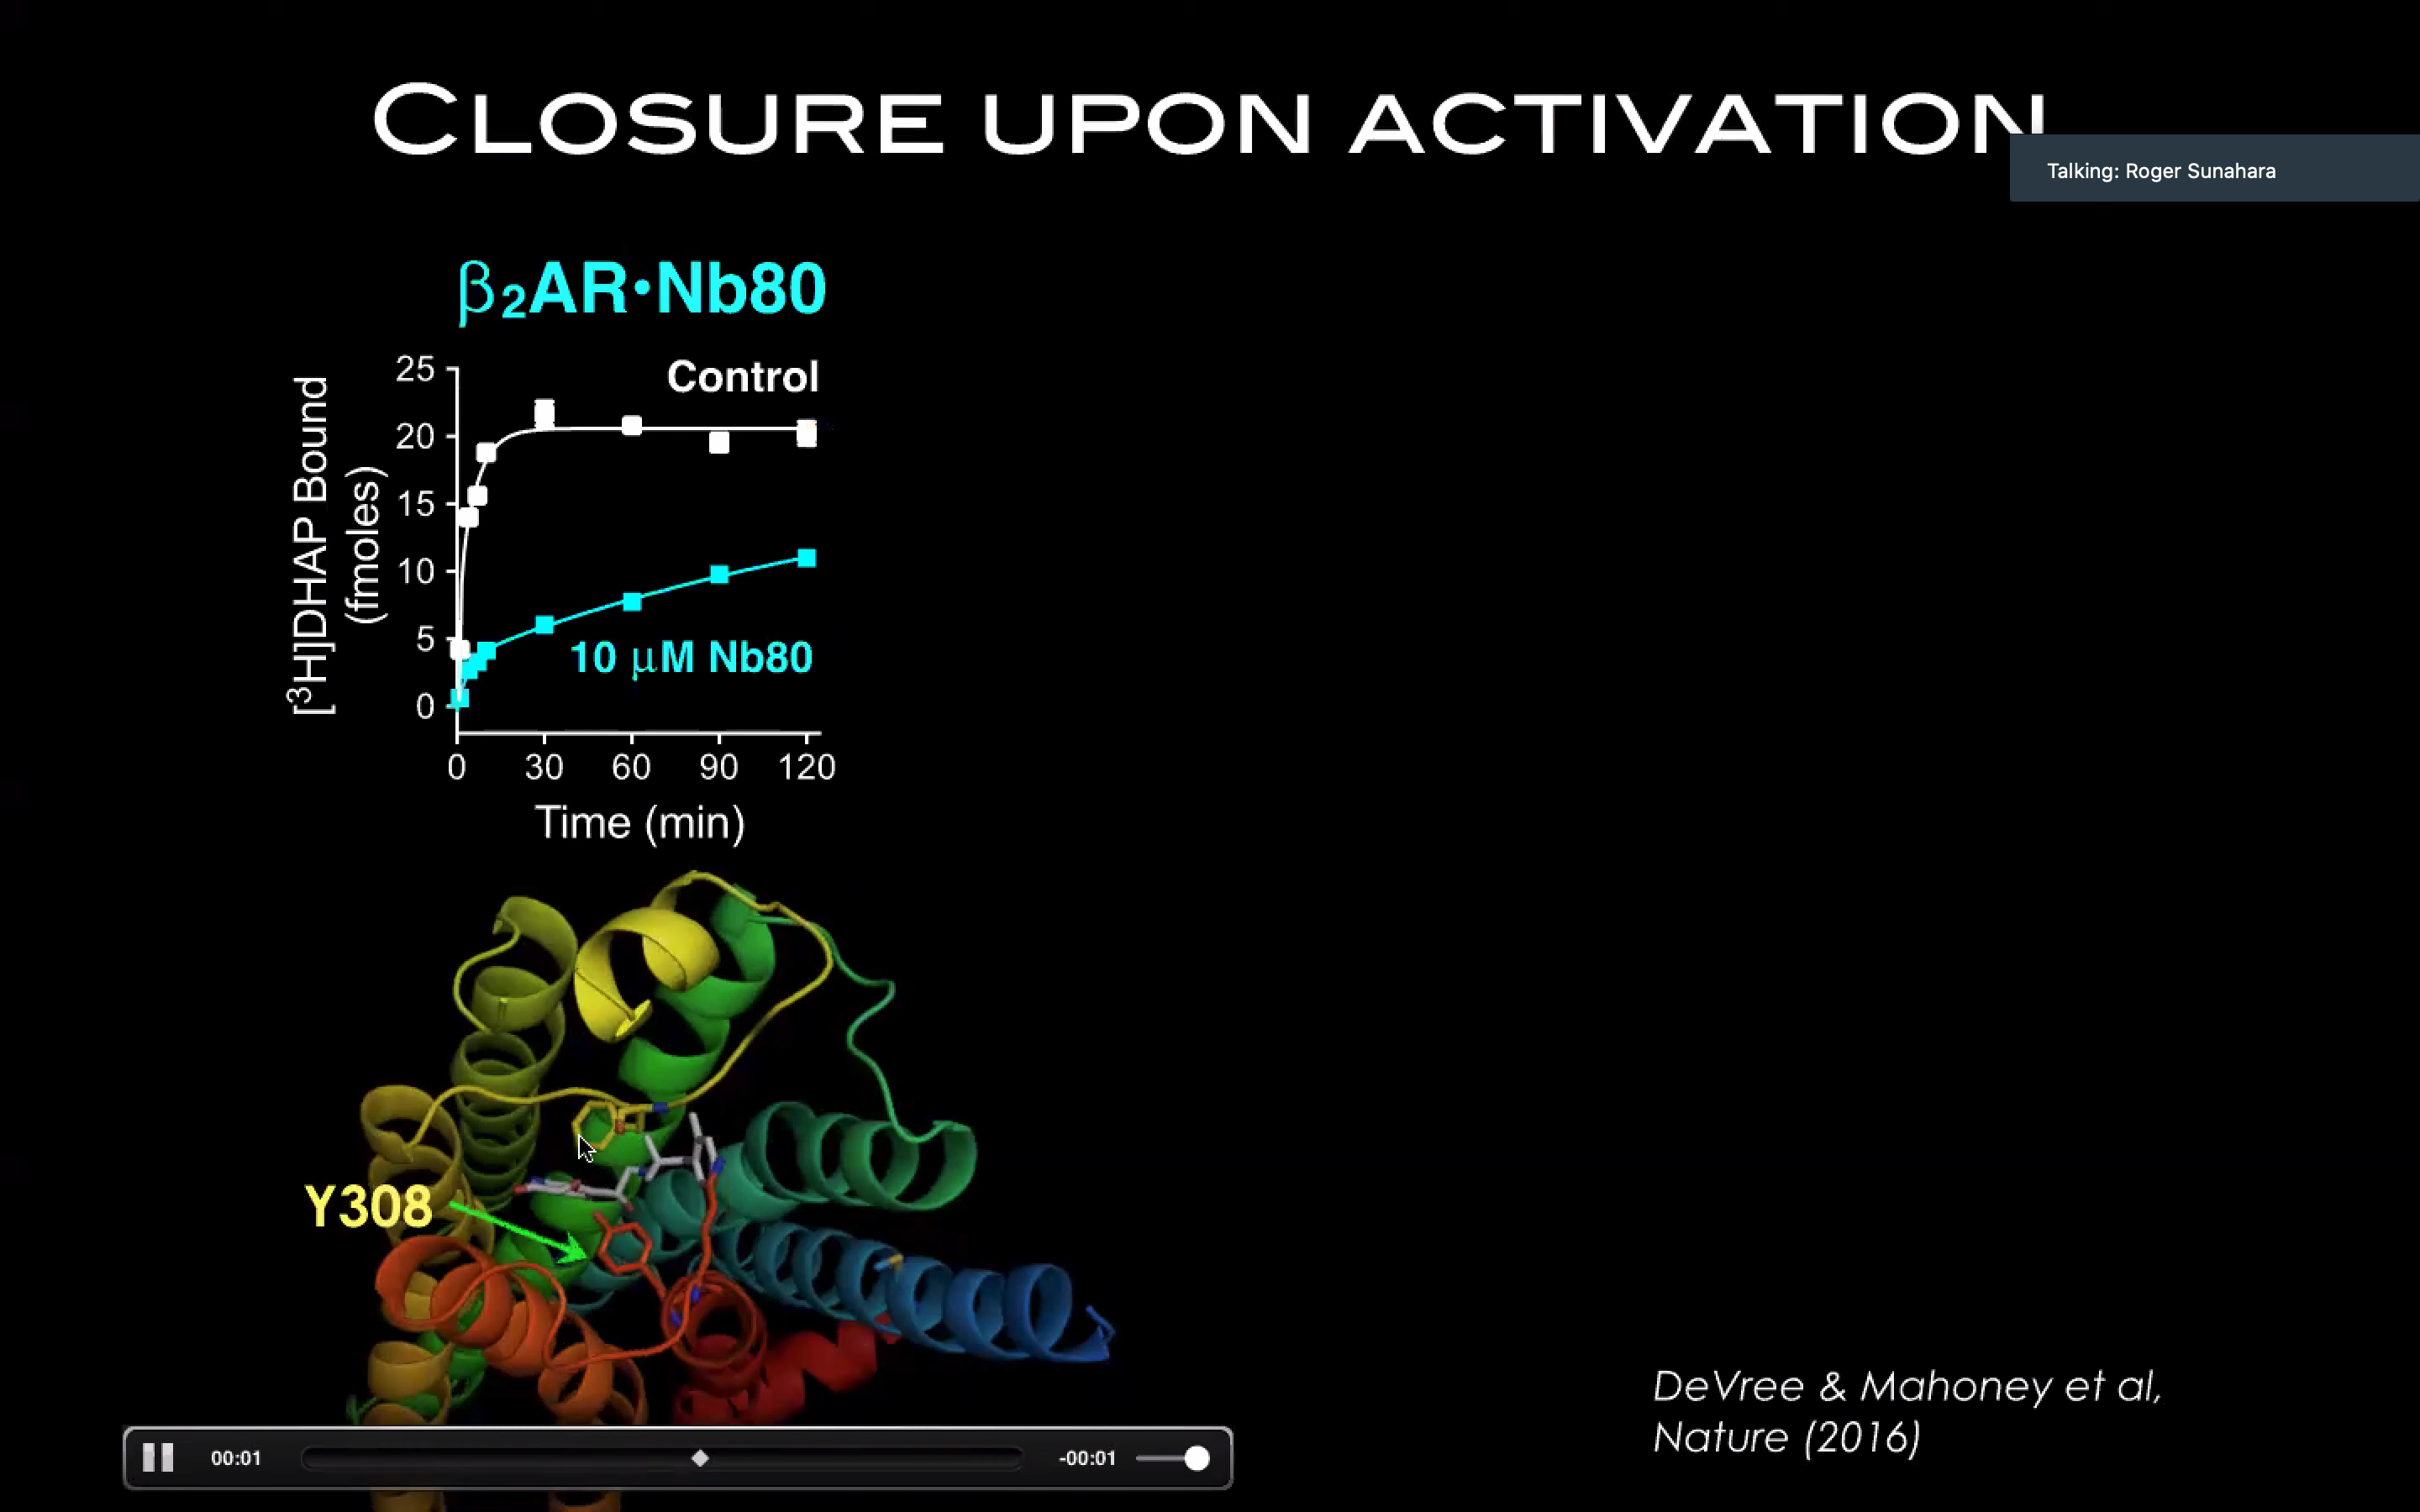 CLOSURE UPON ACTIVATION
Talking: Roger Sunahara
β₂AR•Nb80
[³H]DHAP Bound
(fmoles)
25
20
15
10
5
0
Control
10 μM Nb80
0 30 60 90 120
Time (min)
Y308
DeVree & Mahoney et al,
Nature (2016)
00:01
-00:01